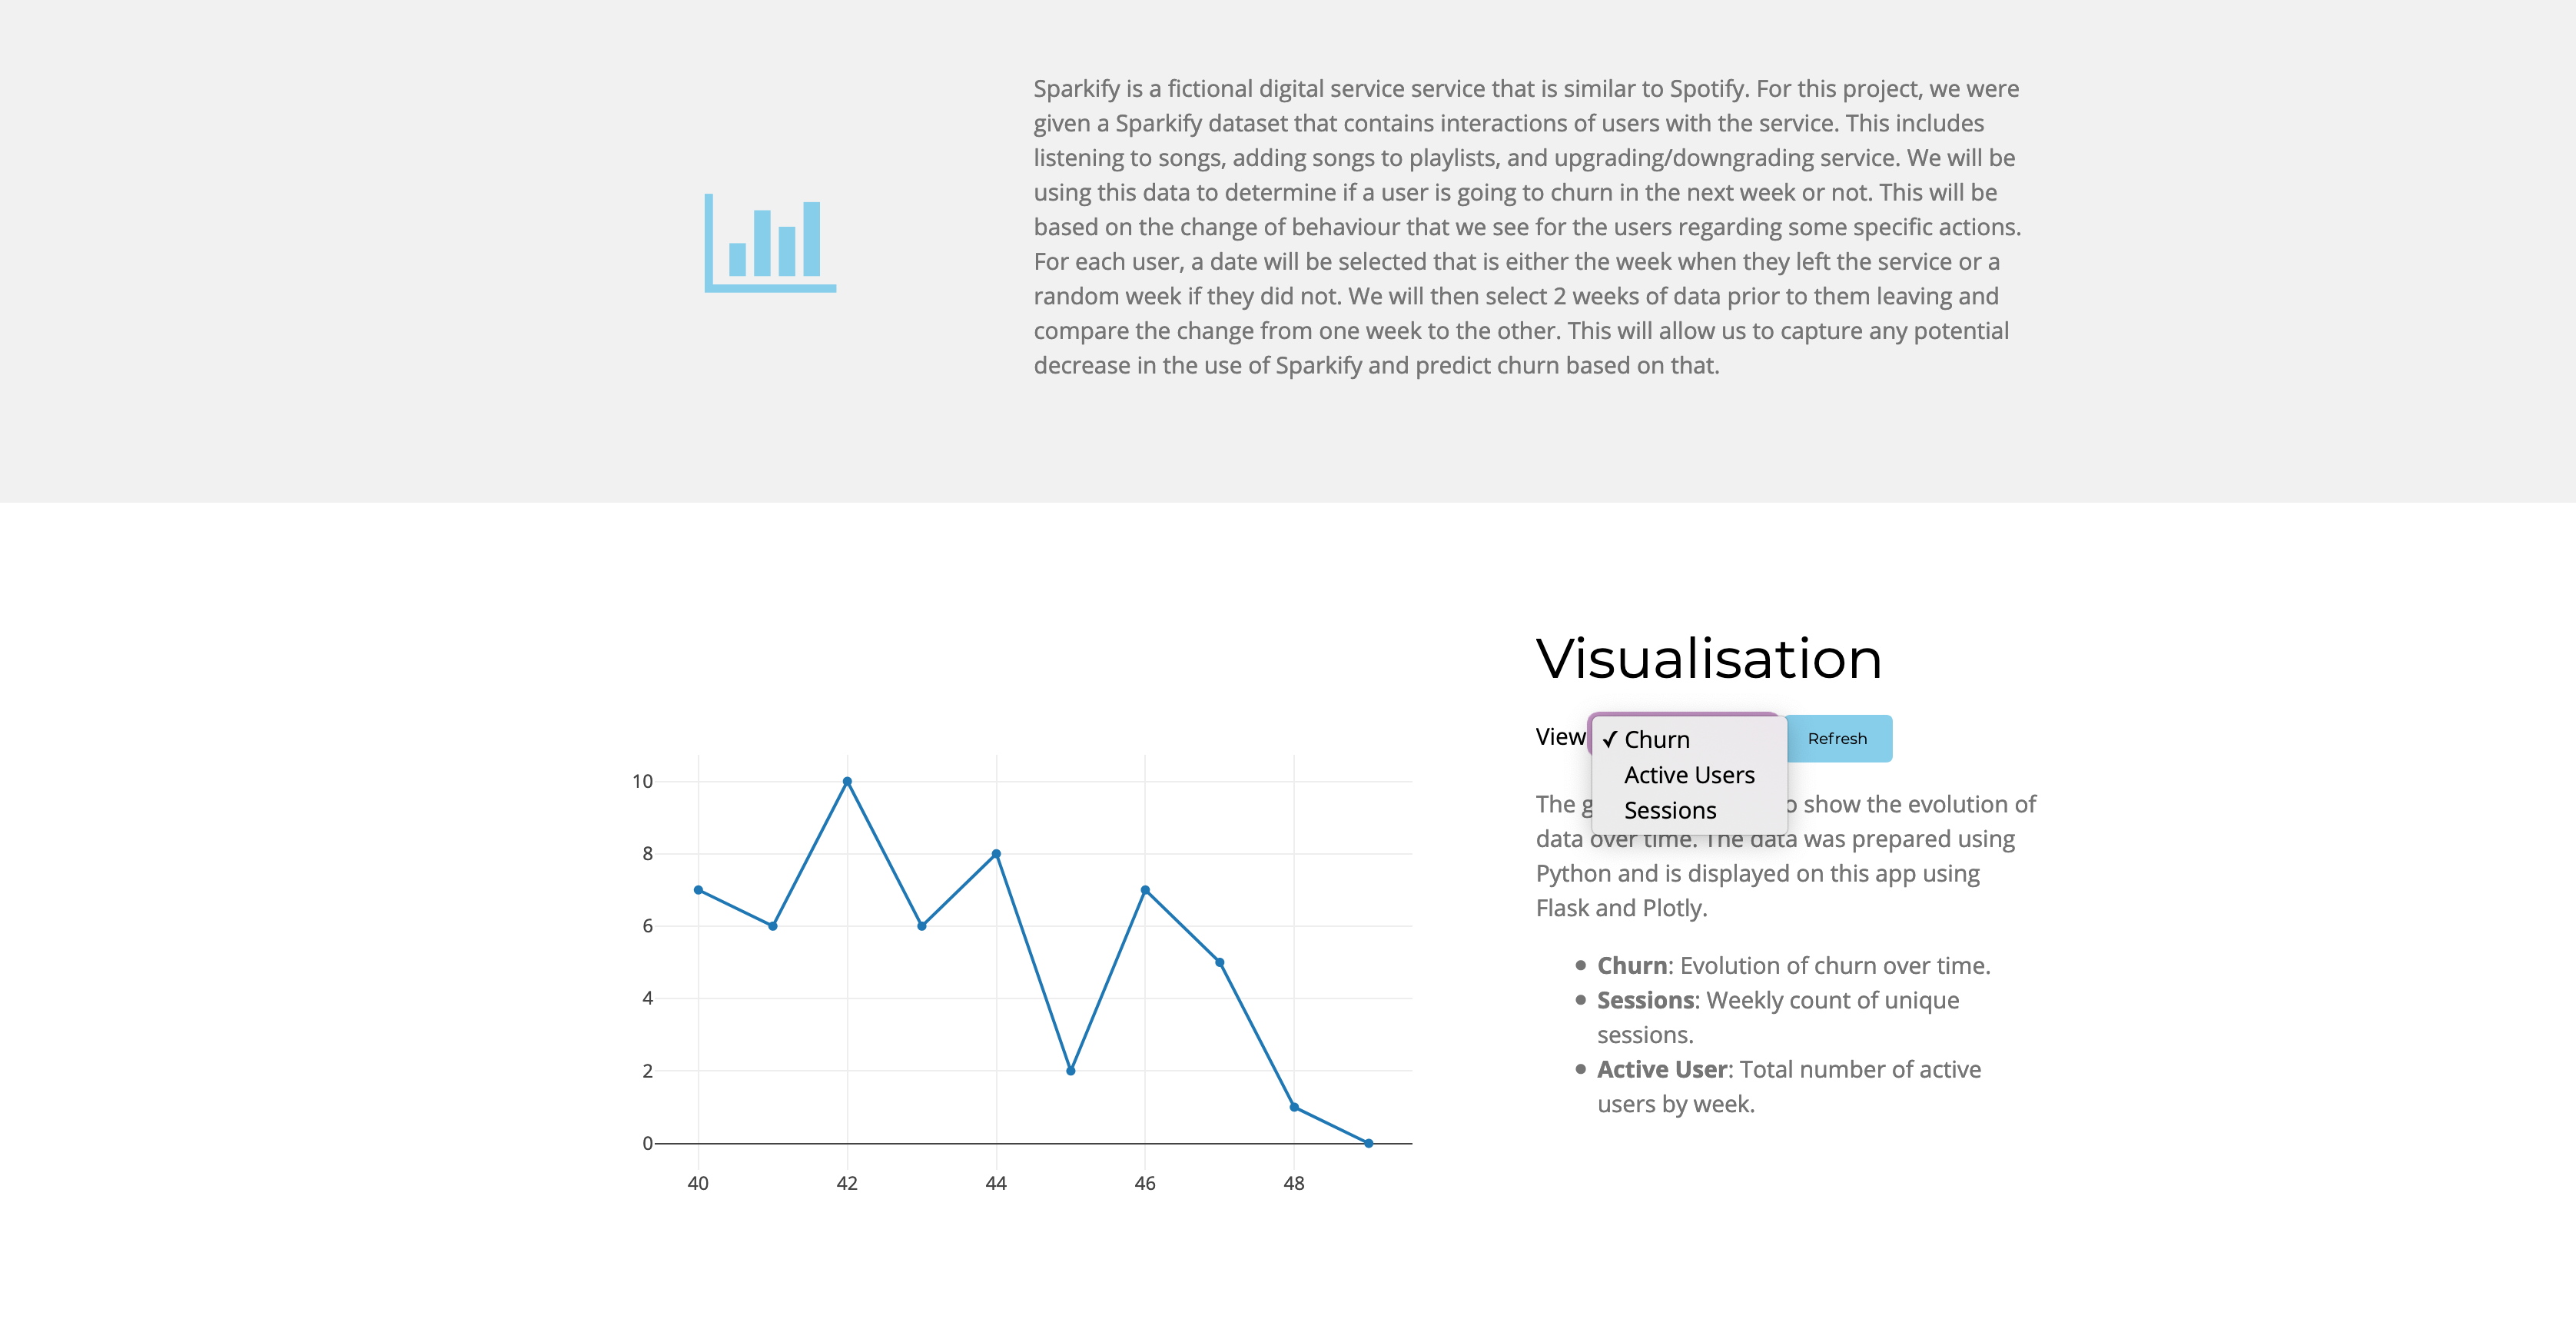 Sparkify is a fictional digital service service that is similar to Spotify. For this project, we were
given a Sparkify dataset that contains interactions of users with the service. This includes
listening to songs, adding songs to playlists, and upgrading/downgrading service. We will be
using this data to determine if a user is going to churn in the next week or not. This will be
based on the change of behaviour that we see for the users regarding some specific actions.
For each user, a date will be selected that is either the week when they left the service or a
random week if they did not. We will then select 2 weeks of data prior to them leaving and
compare the change from one week to the other. This will allow us to capture any potential
decrease in the use of Sparkify and predict churn based on that.
10
8
6
4
2
0
40 42 44 46 48
Visualisation
View
✓ Churn
Active Users
Sessions
Refresh
The show the evolution of
data over time. The data was prepared using
Python and is displayed on this app using
Flask and Plotly.
• Churn: Evolution of churn over time.
• Sessions: Weekly count of unique
sessions.
• Active User: Total number of active
users by week.